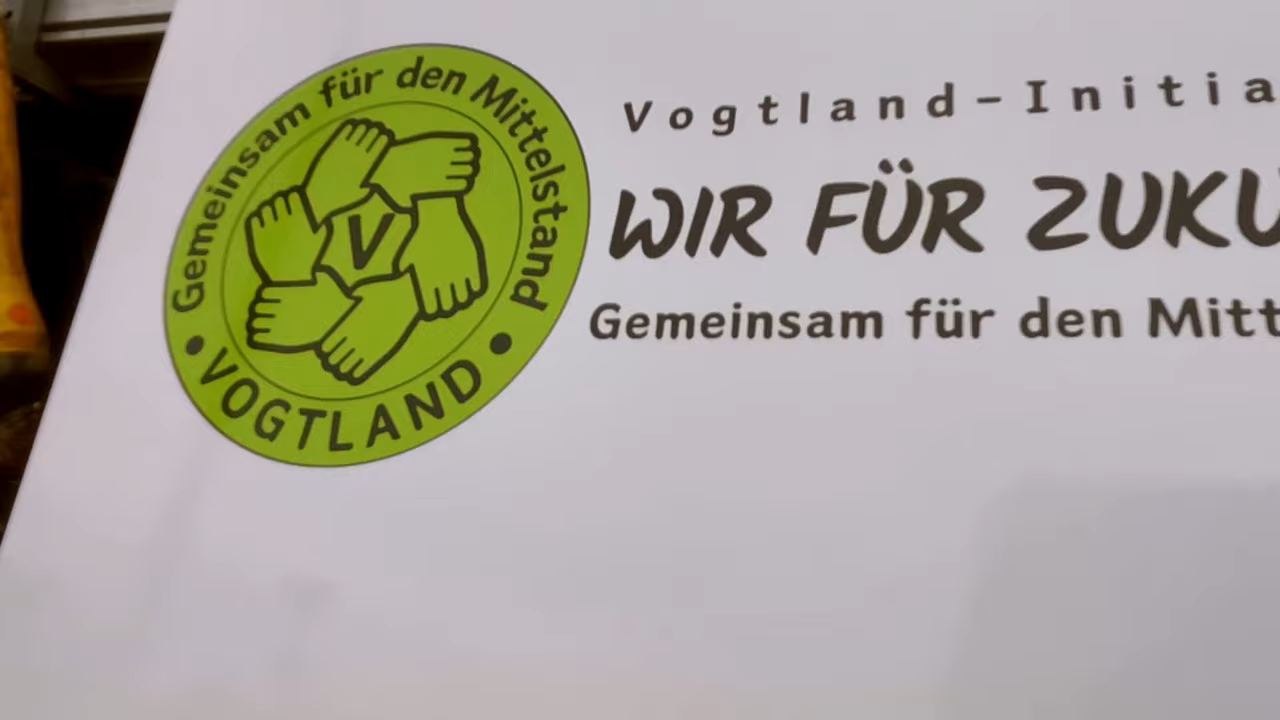 Gemeinsam für den Mittelstand
V
• VOGTLAND •
Vogtland-Initia
WIR FÜR ZUKU
Gemeinsam für den Mitt